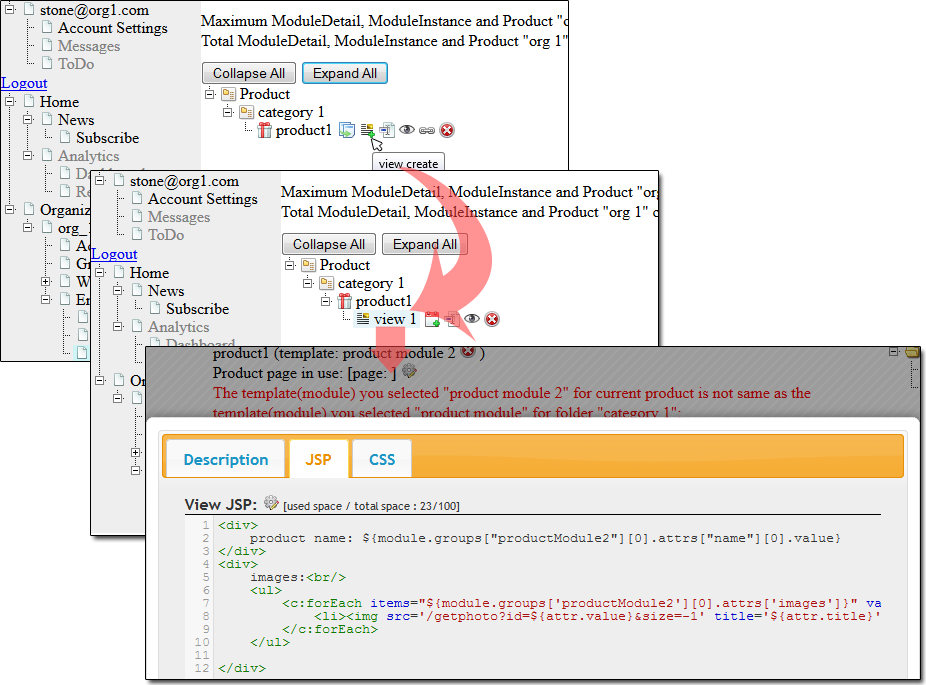 stone@org1.com
Account Settings
Messages
ToDo
Logout
Home
News
Subscribe
Analytics
Organiz
org_
Maximum ModuleDetail, ModuleInstance and Product "
Total ModuleDetail, ModuleInstance and Product "org 1"
Collapse All
Expand All
Product
category 1
product1
view create
stone@org1.com
Account Settings
Messages
ToDo
Logout
Home
News
Subscribe
Analytics
Dashboard
Or
Maximum ModuleDetail, ModuleInstance and Product "org
Total ModuleDetail, ModuleInstance and Product "org 1"
Collapse All
Expand All
Product
category 1
product1
view 1
product1 (template: product module 2 )
Product page in use: [page: ]
The template(module) you selected "product module 2" for current product is not same as the
template(module) you selected "product module" for folder "category 1";
Description
JSP
CSS
View JSP: [used space / total space : 23/100]
1 <div>
2 product name: ${module.groups["productModule2"][0].attrs["name"][0].value}
3 </div>
4 <div>
5 images:<br/>
6 <ul>
7 <c:forEach items="${module.groups['productModule2'][0].attrs['images']}" va
8 <li><img src='/getphoto?id=${attr.value}&size=-1' title='${attr.title}'
9 </c:forEach>
10 </ul>
11
12 </div>